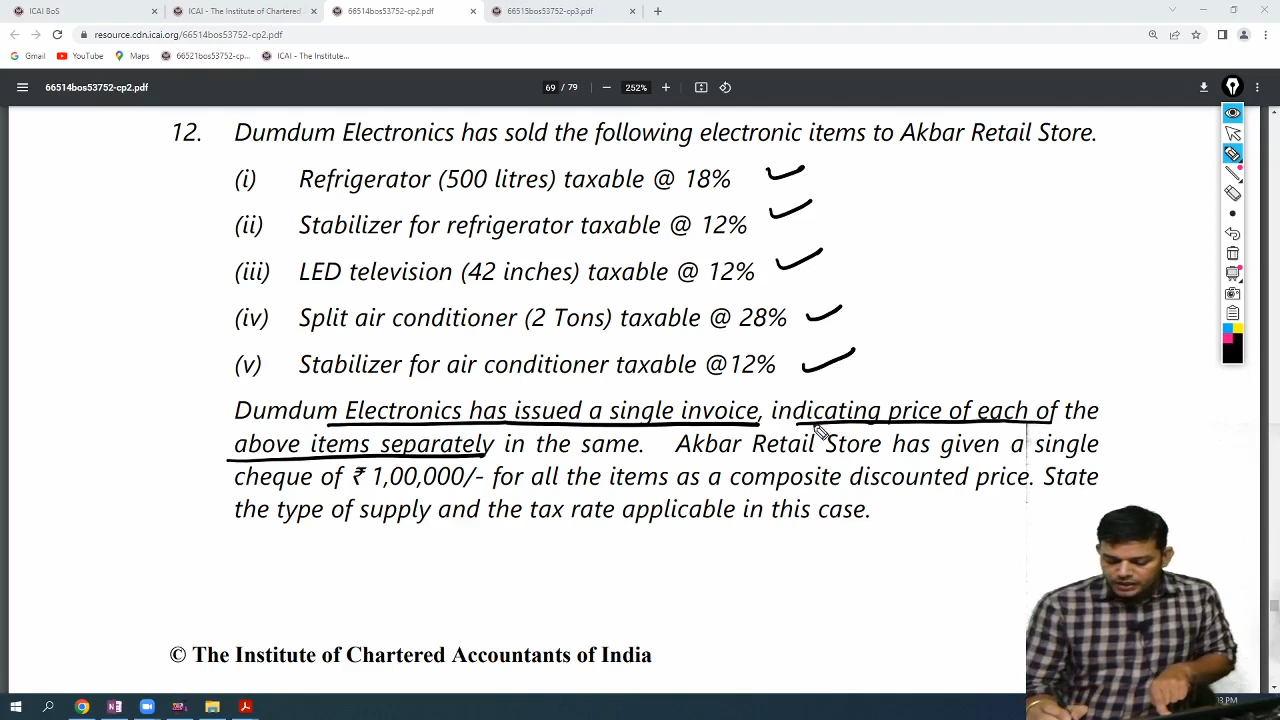 ICAI BoS
ICAI - The Institute of Chartered
66514bos53752-cp2.pdf
66515bos53752-cp3.pdf
resource.cdn.icai.org/66514bos53752-cp2.pdf
Gmail
YouTube
Maps
66521bos53752-cp...
ICAI - The Institute...
66514bos53752-cp2.pdf
69 / 79
252%
12. Dumdum Electronics has sold the following electronic items to Akbar Retail Store.
(i) Refrigerator (500 litres) taxable @ 18%
(ii) Stabilizer for refrigerator taxable @ 12%
(iii) LED television (42 inches) taxable @ 12%
(iv) Split air conditioner (2 Tons) taxable @ 28%
(v) Stabilizer for air conditioner taxable @12%
Dumdum Electronics has issued a single invoice, indicating price of each of the
above items separately in the same. Akbar Retail Store has given a single
cheque of ₹ 1,00,000/- for all the items as a composite discounted price. State
the type of supply and the tax rate applicable in this case.
© The Institute of Chartered Accountants of India